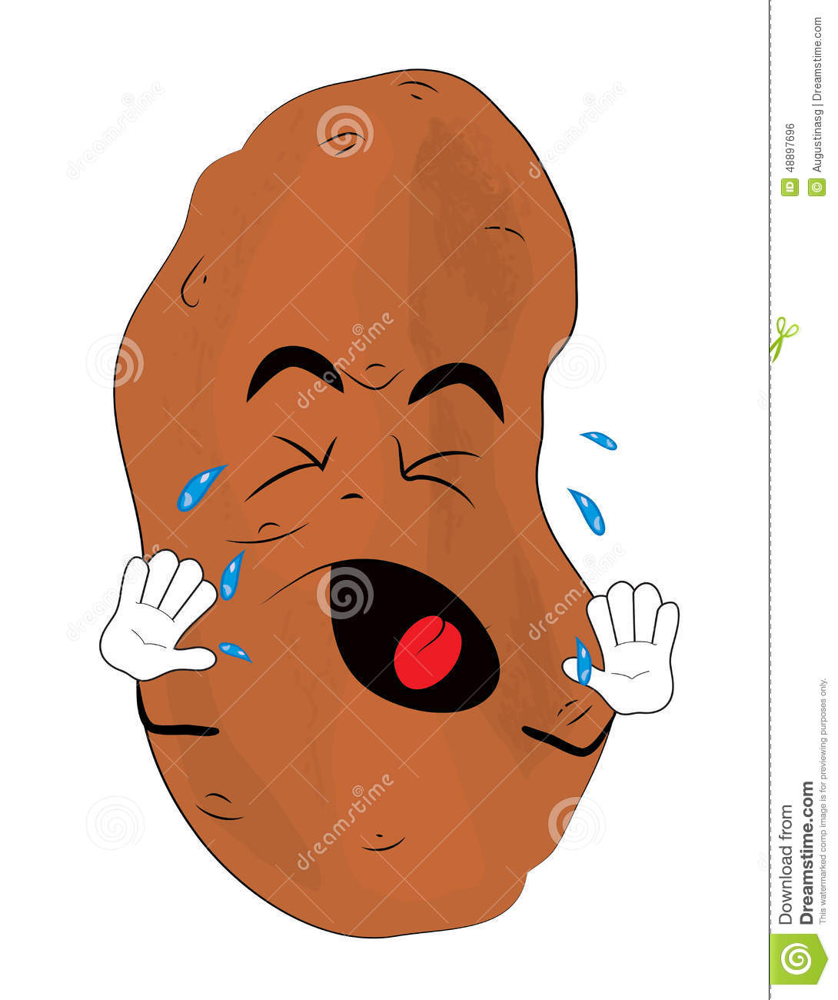 dreamstime
dreamstime
dreamstime
dreamstime
dreamstime
dreamstime
dreamstime
ID 48897696
© Augustinasg | Dreamstime.com
Download from
Dreamstime.com
This watermarked comp image is for previewing purposes only.